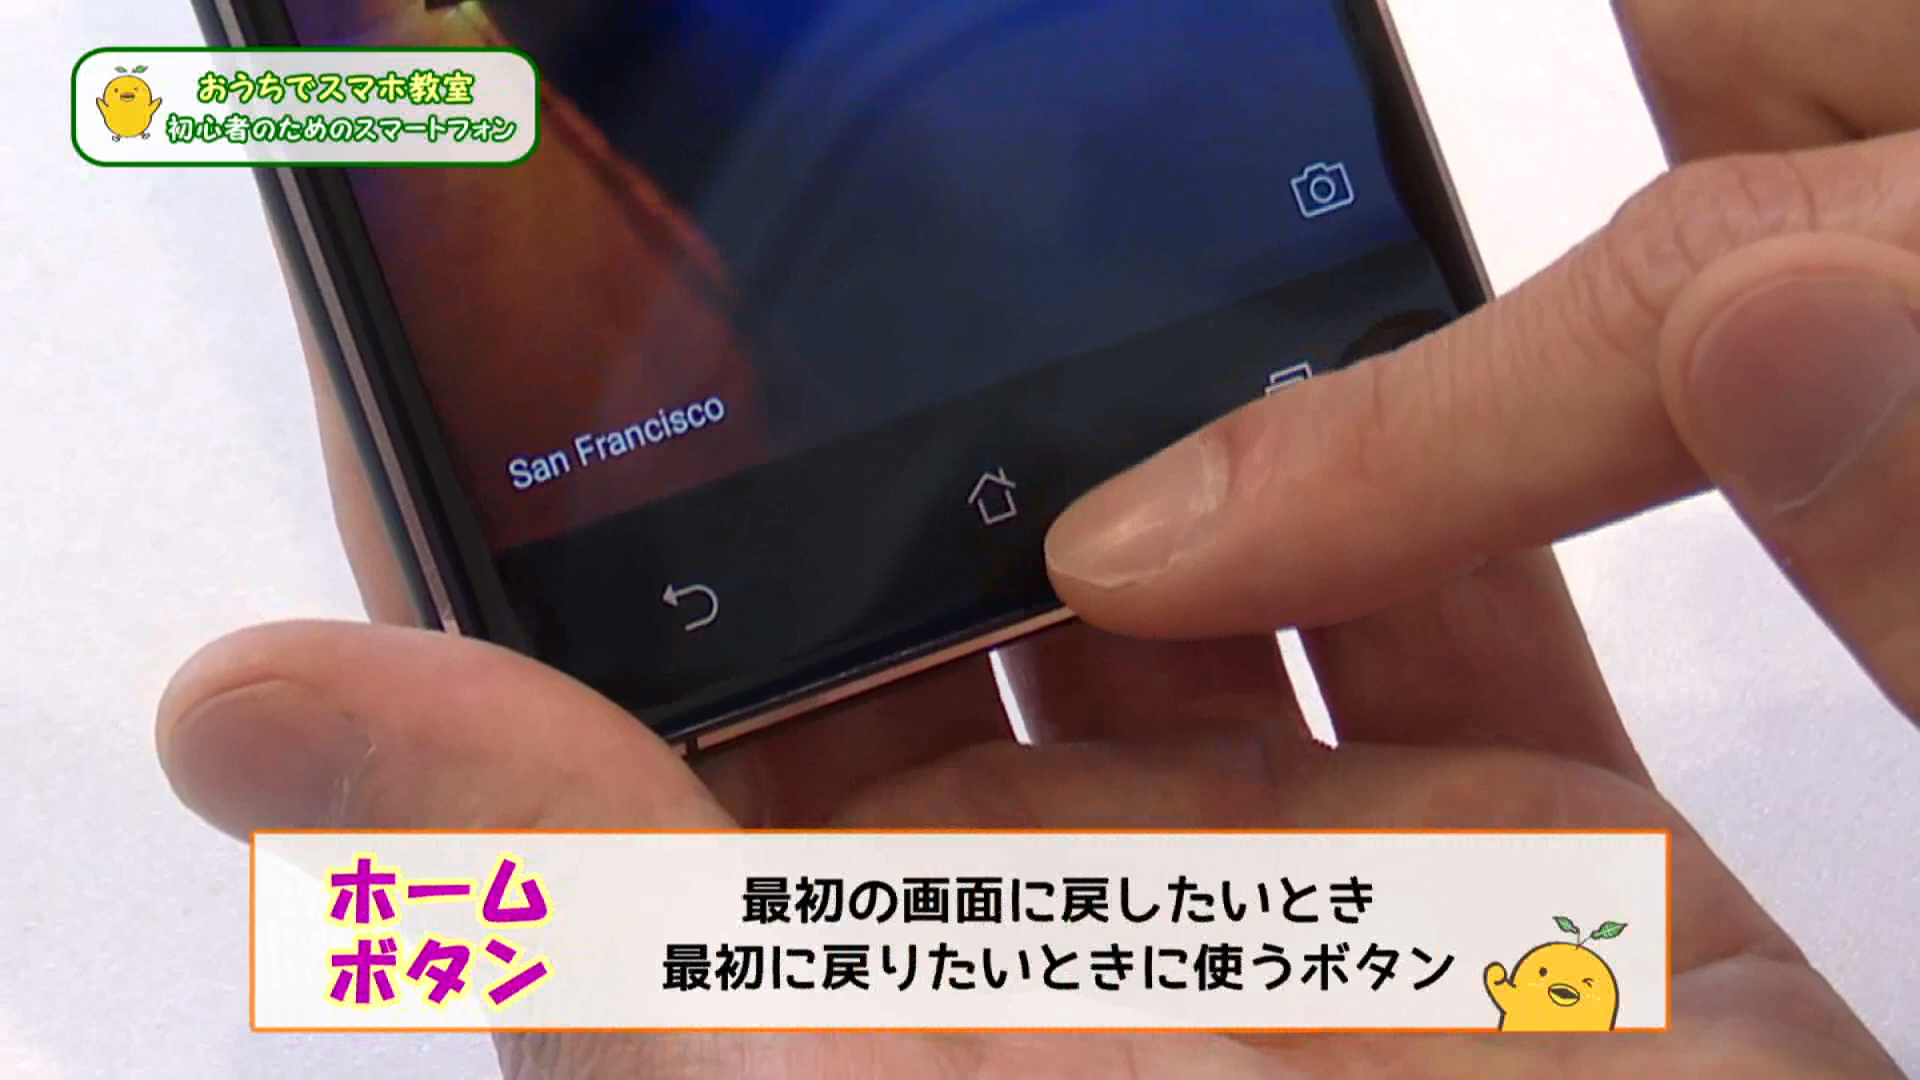 おうちでスマホ教室
初心者のためのスマートフォン
San Francisco
ホーム
ボタン
最初の画面に戻したいとき
最初に戻りたいときに使うボタン